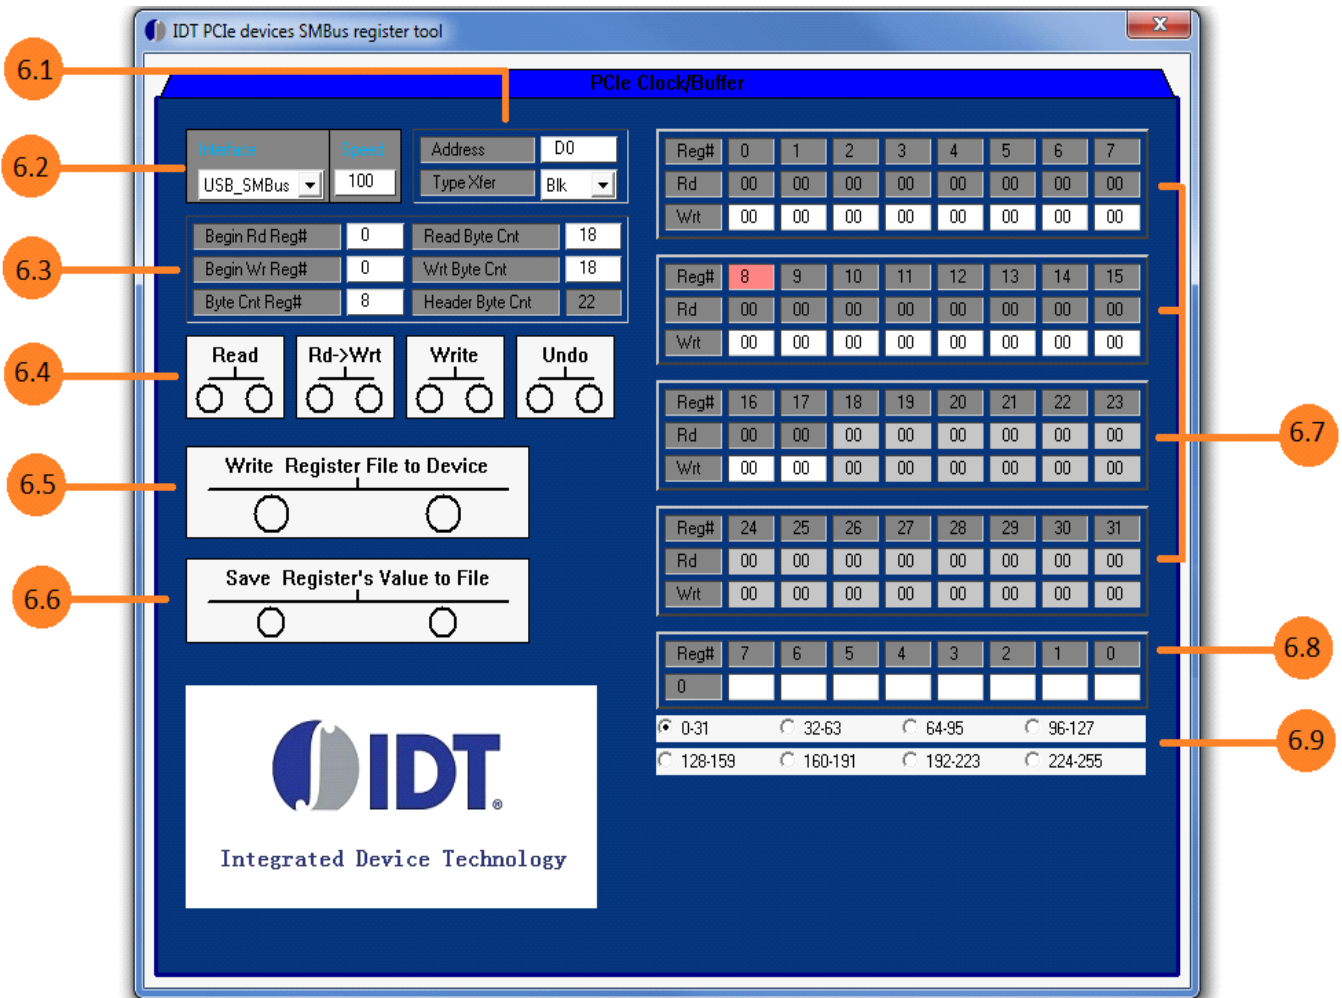 IDT PCIe devices SMBus register tool
x
6.1
PCIe Clock/Buffer
6.2
Interface Speed
USB_SMBus 100
Address D0
Type Xfer Blk
6.3
Begin Rd Reg# 0 Read Byte Cnt 18
Begin Wr Reg# 0 Wrt Byte Cnt 18
Byte Cnt Reg# 8 Header Byte Cnt 22
6.4
Read Rd->Wrt Write Undo
6.5
Write Register File to Device
6.6
Save Register's Value to File
IDT®
Integrated Device Technology
Reg# 0 1 2 3 4 5 6 7
Rd 00 00 00 00 00 00 00 00
Wrt 00 00 00 00 00 00 00 00
Reg# 8 9 10 11 12 13 14 15
Rd 00 00 00 00 00 00 00 00
Wrt 00 00 00 00 00 00 00 00
Reg# 16 17 18 19 20 21 22 23
Rd 00 00 00 00 00 00 00 00
Wrt 00 00 00 00 00 00 00 00
6.7
Reg# 24 25 26 27 28 29 30 31
Rd 00 00 00 00 00 00 00 00
Wrt 00 00 00 00 00 00 00 00
Reg# 7 6 5 4 3 2 1 0
0
6.8
0-31 32-63 64-95 96-127
128-159 160-191 192-223 224-255
6.9